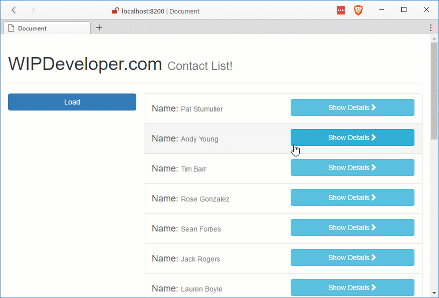 localhost:8200 | Document
Document
WIPDeveloper.com Contact List!
Load
Name: Pat Stumuller Show Details
Name: Andy Young Show Details
Name: Tim Barr Show Details
Name: Rose Gonzalez Show Details
Name: Sean Forbes Show Details
Name: Jack Rogers Show Details
Name: Lauren Boyle Show Details